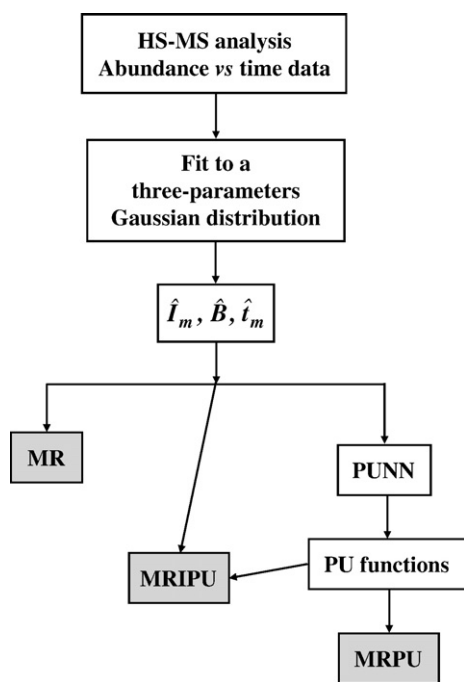 HS-MS analysis
Abundance vs time data
Fit to a
three-parameters
Gaussian distribution
Î_m, B̂, t̂_m
MR
PUNN
MRIPU
PU functions
MRPU